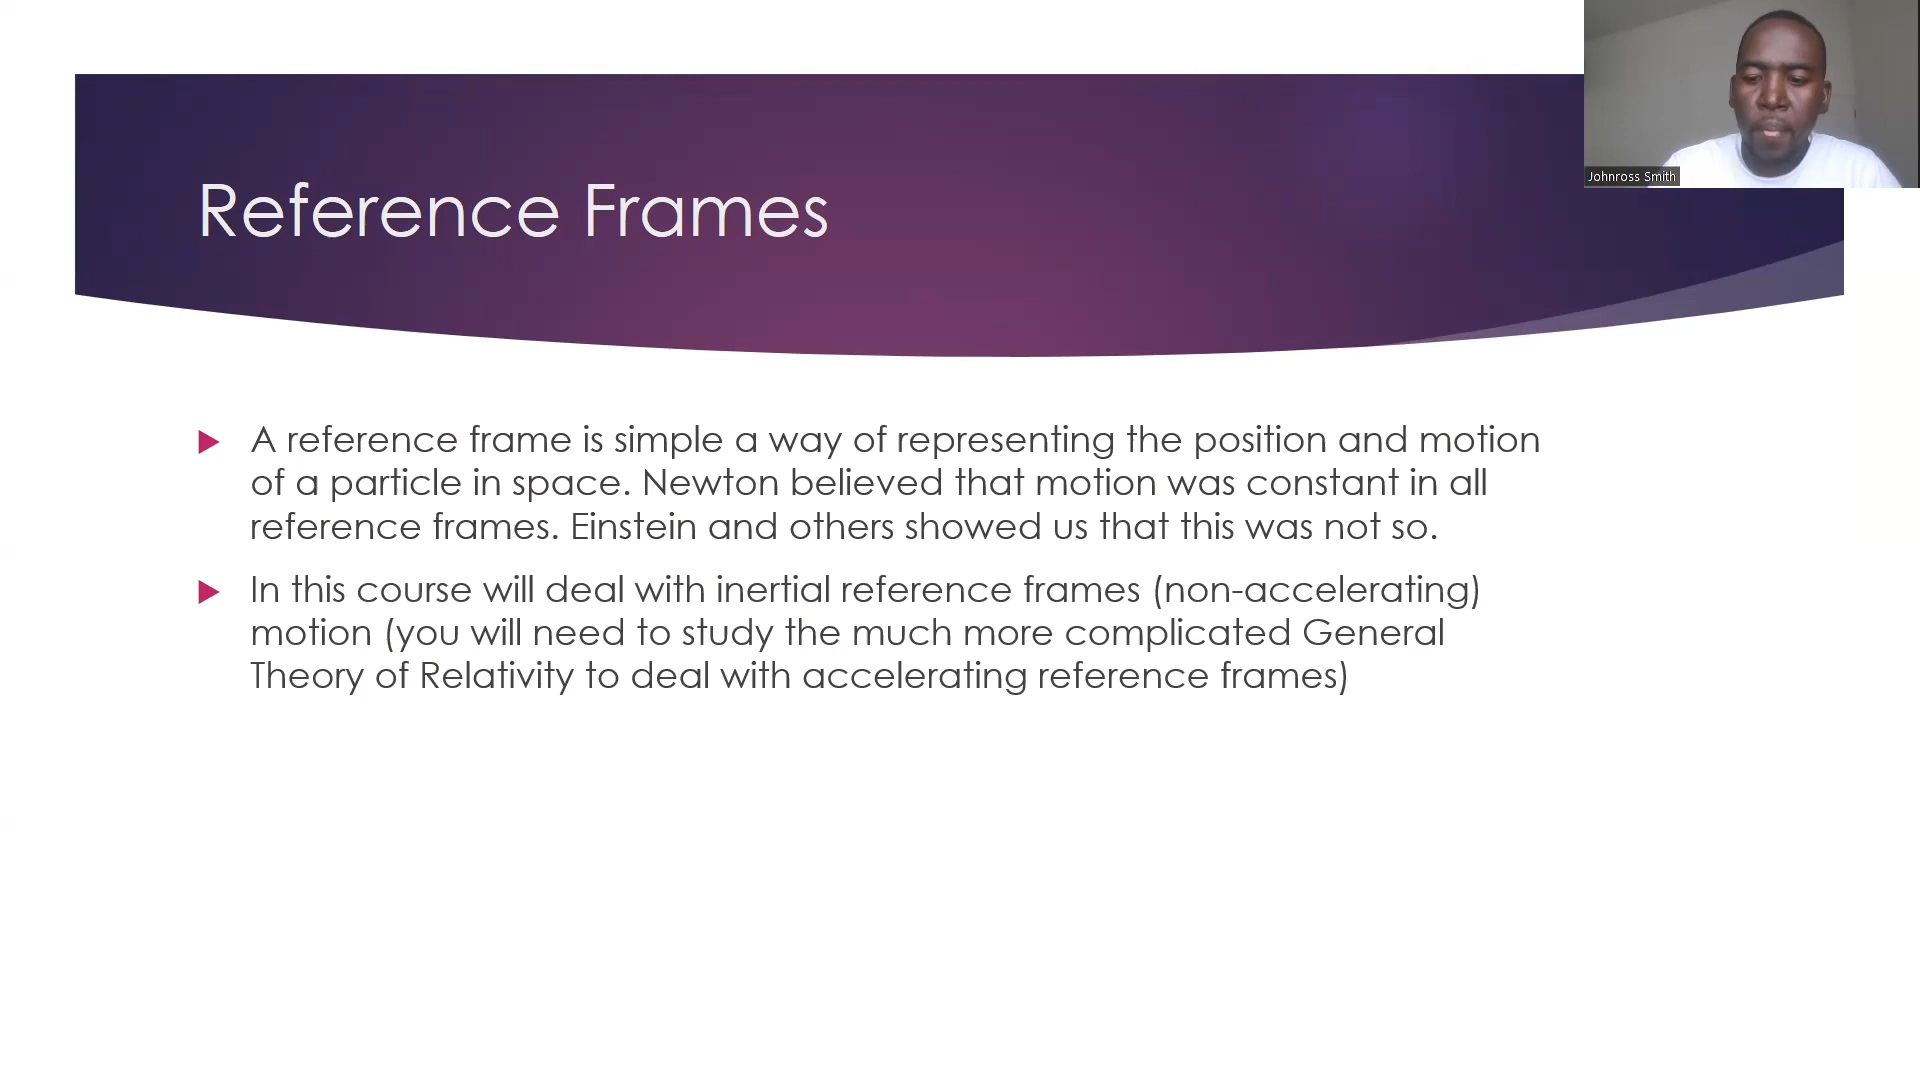 Reference Frames
Johnross Smith
A reference frame is simple a way of representing the position and motion
of a particle in space. Newton believed that motion was constant in all
reference frames. Einstein and others showed us that this was not so.
In this course will deal with inertial reference frames (non-accelerating)
motion (you will need to study the much more complicated General
Theory of Relativity to deal with accelerating reference frames)